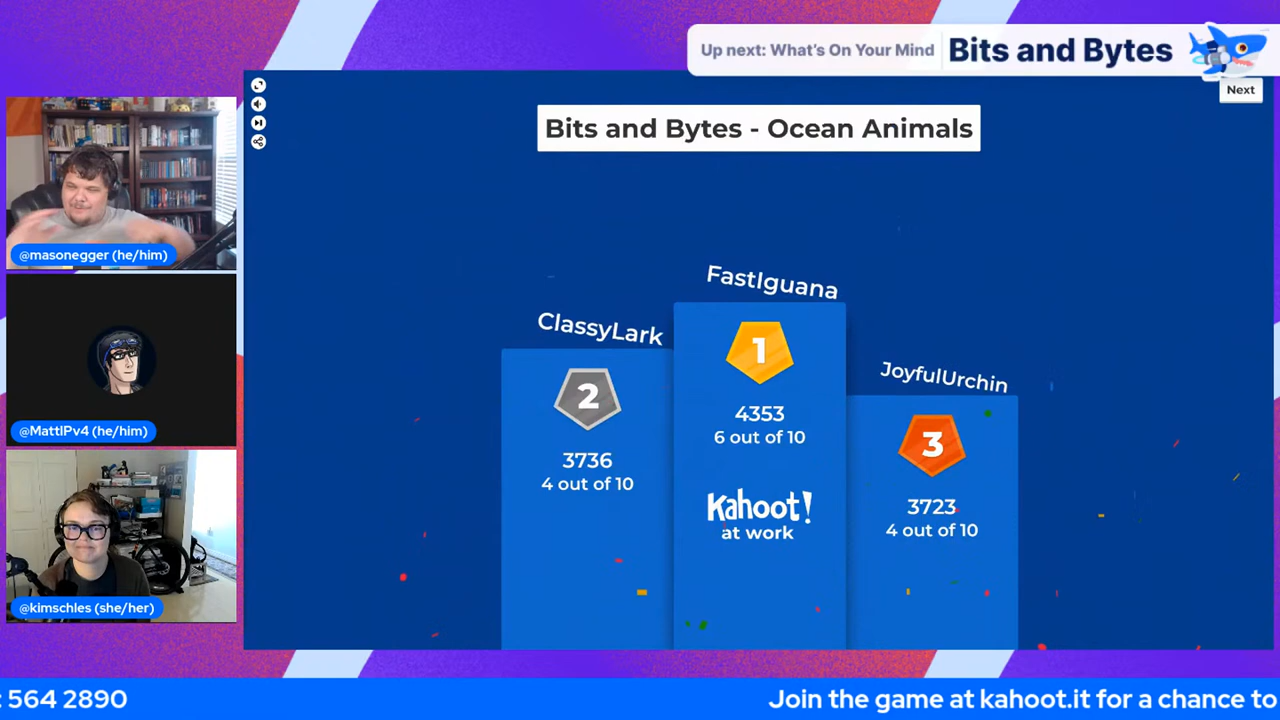 Up next: What's On Your Mind
Bits and Bytes
Next
Bits and Bytes - Ocean Animals
@masonegger (he/him)
@MattIPv4 (he/him)
@kimschles (she/her)
FastIguana
1
4353
6 out of 10
Kahoot!
at work
ClassyLark
2
3736
4 out of 10
JoyfulUrchin
3
3723
4 out of 10
: 564 2890
Join the game at kahoot.it for a chance to